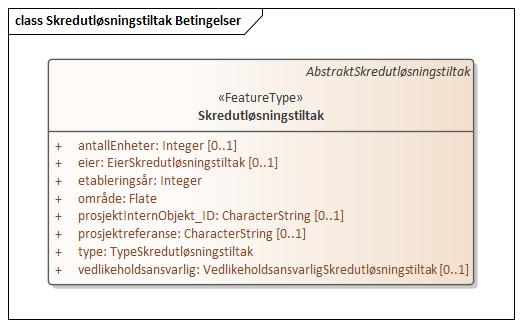 class Skredutløsningstiltak Betingelser
AbstraktSkredutløsningstiltak
«FeatureType»
Skredutløsningstiltak
+ antallEnheter: Integer [0..1]
+ eier: EierSkredutløsningstiltak [0..1]
+ etableringsår: Integer
+ område: Flate
+ prosjektInternObjekt_ID: CharacterString [0..1]
+ prosjektreferanse: CharacterString [0..1]
+ type: TypeSkredutløsningstiltak
+ vedlikeholdsansvarlig: VedlikeholdsansvarligSkredutløsningstiltak [0..1]